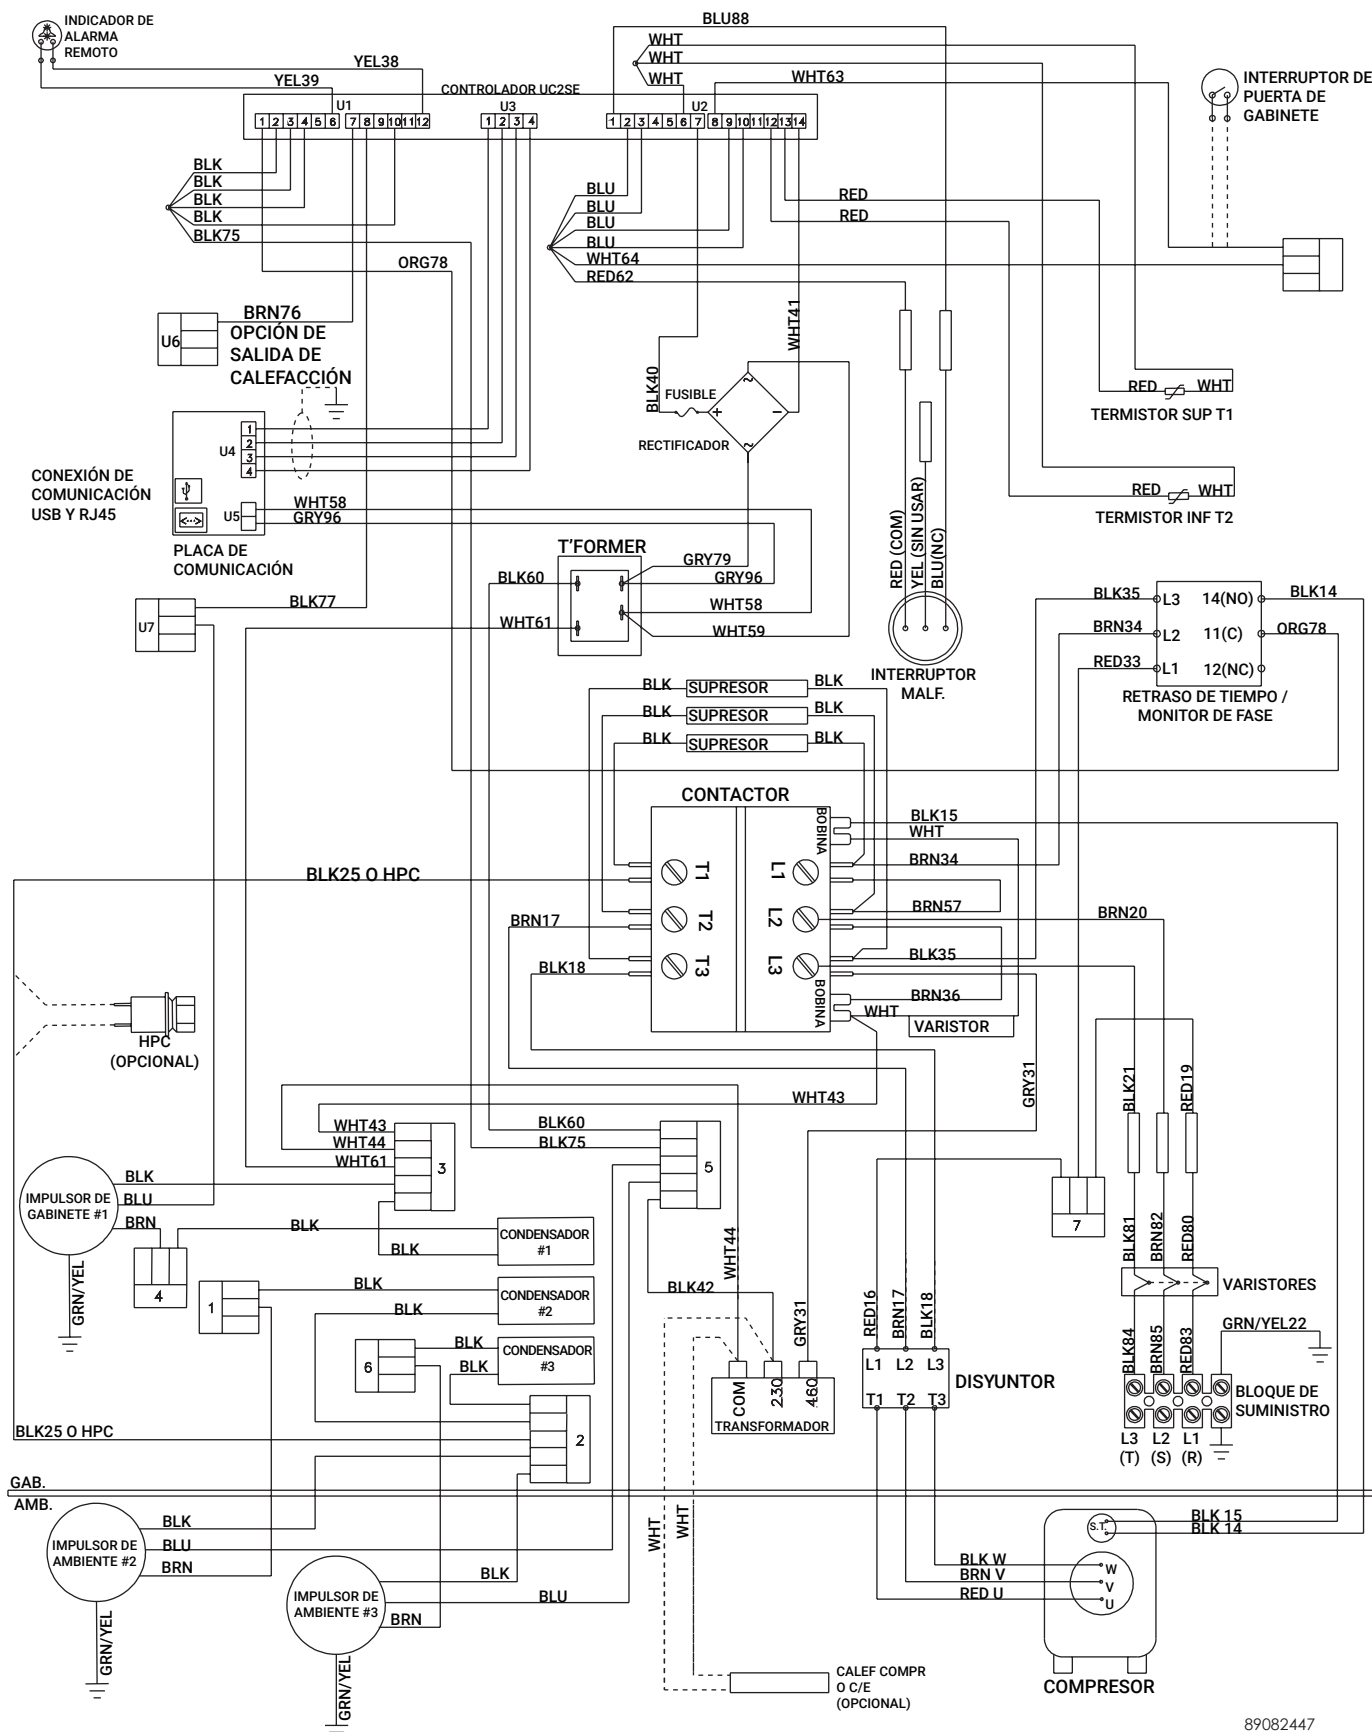 INDICADOR DE
ALARMA
REMOTO
YEL38
YEL39
BLU88
WHT
WHT
WHT
WHT63
INTERRUPTOR DE
PUERTA DE
GABINETE
CONTROLADOR UC2SE
U1
U3
U2
1 2 3 4 5 6 7 8 9 10 11 12
1 2 3 4
1 2 3 4 5 6 7 8 9 10 11 12 13 14
BLK
BLK
BLK
BLK
BLK75
BLU
BLU
BLU
BLU
WHT64
RED62
RED
RED
ORG78
BRN76
U6
OPCIÓN DE
SALIDA DE
CALEFACCIÓN
WHT41
BLK40
FUSIBLE
RECTIFICADOR
~
+
-
~
RED
WHT
TERMISTOR SUP T1
RED
WHT
TERMISTOR INF T2
U4
1
2
3
4
CONEXIÓN DE
COMUNICACIÓN
USB Y RJ45
U5
<-->
WHT58
GRY96
PLACA DE
COMUNICACIÓN
T'FORMER
GRY79
GRY96
BLK60
WHT58
WHT61
WHT59
RED (COM)
YEL (SIN USAR)
BLU(NC)
INTERRUPTOR
MALF.
BLK77
U7
BLK35
BRN34
RED33
L3
L2
L1
14(NO)
11(C)
12(NC)
BLK14
ORG78
RETRASO DE TIEMPO /
MONITOR DE FASE
BLK
SUPRESOR
BLK
BLK
SUPRESOR
BLK
BLK
SUPRESOR
BLK
CONTACTOR
BOBINA
BLK15
WHT
BRN34
T1
L1
BLK25 O HPC
BRN57
BRN17
T2
L2
BRN20
BLK18
T3
L3
BLK35
BOBINA
BRN36
WHT
VARISTOR
HPC
(OPCIONAL)
GRY31
BLK21
RED19
WHT43
WHT43
WHT44
WHT61
3
BLK60
BLK75
5
IMPULSOR DE
GABINETE #1
BLK
BLU
BRN
GRN/YEL
BLK
BLK
CONDENSADOR
#1
4
1
BLK
BLK
CONDENSADOR
#2
6
BLK
BLK
CONDENSADOR
#3
2
BLK25 O HPC
WHT44
BLK42
GRY31
COM
230
460
TRANSFORMADOR
RED16
BRN17
BLK18
L1
L2
L3
T1
T2
T3
DISYUNTOR
7
BLK81
BRN82
RED80
VARISTORES
BLK84
BRN85
RED83
GRN/YEL22
BLOQUE DE
SUMINISTRO
L3
(T)
L2
(S)
L1
(R)
GAB.
AMB.
IMPULSOR DE
AMBIENTE #2
BLK
BLU
BRN
GRN/YEL
IMPULSOR DE
AMBIENTE #3
BLK
BLU
BRN
GRN/YEL
WHT
WHT
CALEF COMPR
O C/E
(OPCIONAL)
S.T.
BLK 15
BLK 14
BLK W
BRN V
RED U
W
V
U
COMPRESOR
89082447